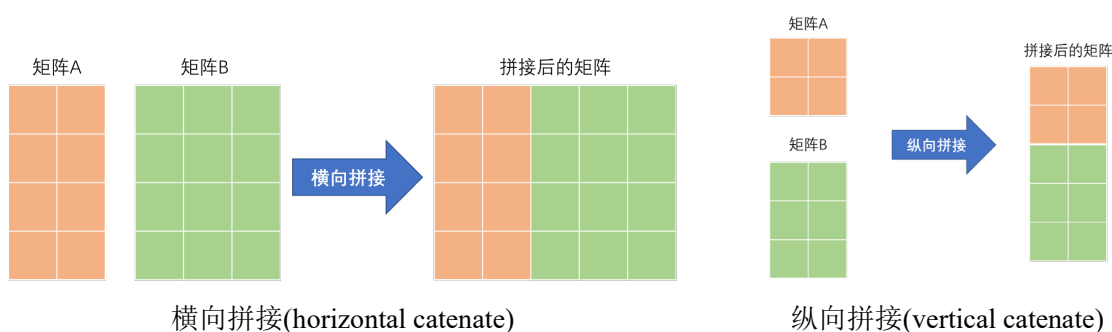 矩阵A
矩阵B
拼接后的矩阵
横向拼接
横向拼接(horizontal catenate)
矩阵A
矩阵B
纵向拼接
拼接后的矩阵
纵向拼接(vertical catenate)